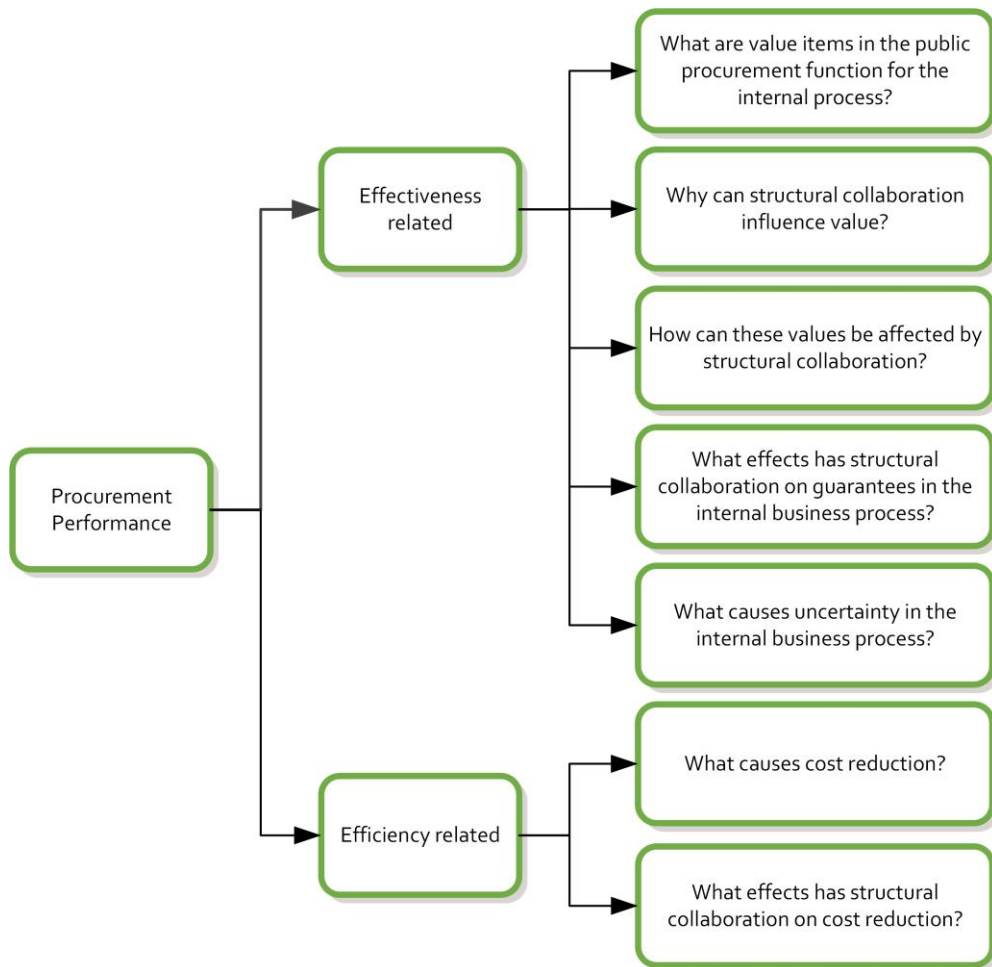 What are value items in the public
procurement function for the
internal process?
Effectiveness
related
Why can structural collaboration
influence value?
How can these values be affected by
structural collaboration?
Procurement
Performance
What effects has structural
collaboration on guarantees in the
internal business process?
What causes uncertainty in the
internal business process?
What causes cost reduction?
Efficiency related
What effects has structural
collaboration on cost reduction?